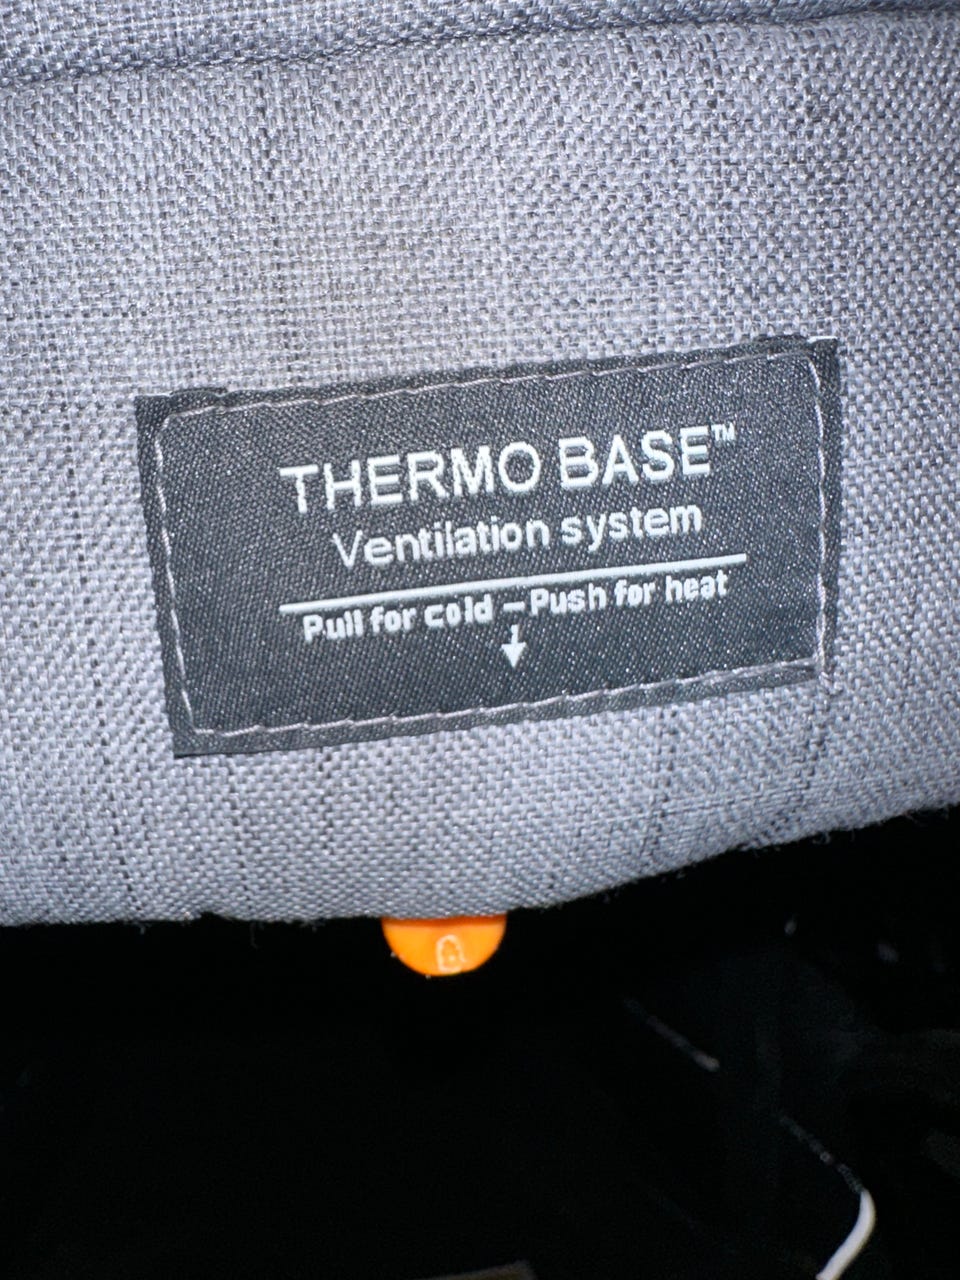 THERMO BASE™
Ventilation system
Pull for cold – Push for heat